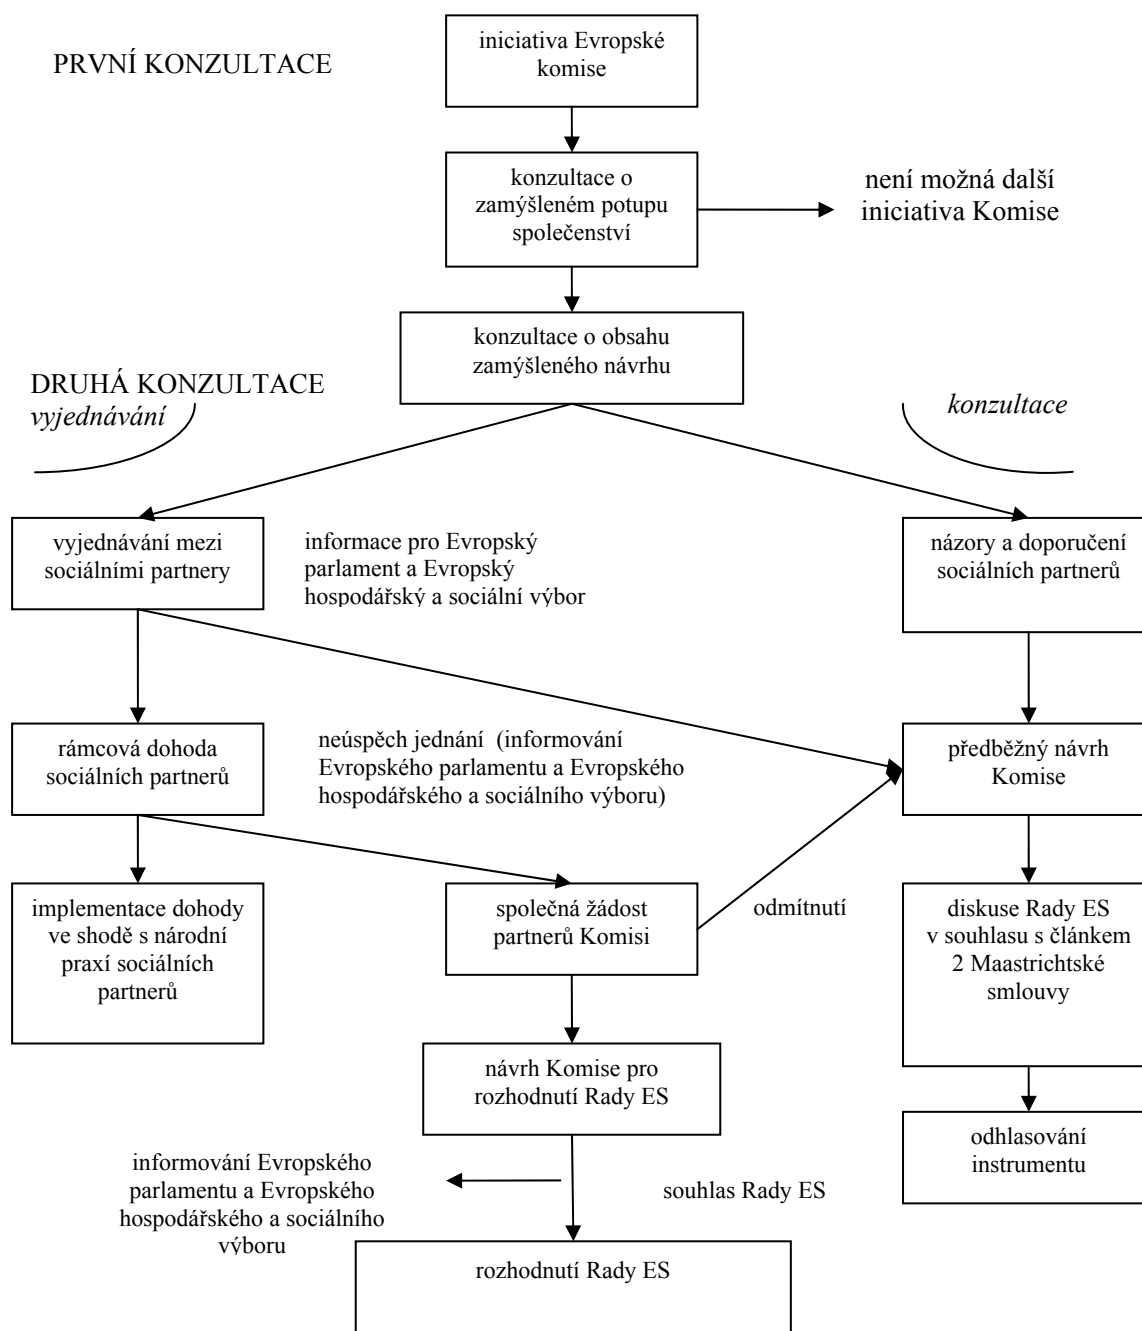 PRVNÍ KONZULTACE
iniciativa Evropské
komise
konzultace o
zamýšleném potupu
společenství
není možná další
iniciativa Komise
konzultace o obsahu
zamýšleného návrhu
DRUHÁ KONZULTACE
vyjednávání
konzultace
vyjednávání mezi
sociálními partnery
informace pro Evropský
parlament a Evropský
hospodářský a sociální výbor
názory a doporučení
sociálních partnerů
rámcová dohoda
sociálních partnerů
neúspěch jednání (informování
Evropského parlamentu a Evropského
hospodářského a sociálního výboru)
předběžný návrh
Komise
implementace dohody
ve shodě s národní
praxí sociálních
partnerů
společná žádost
partnerů Komisi
odmítnutí
diskuse Rady ES
v souhlasu s článkem
2 Maastrichtské
smlouvy
návrh Komise pro
rozhodnutí Rady ES
odhlasování
instrumentu
informování Evropského
parlamentu a Evropského
hospodářského a sociálního
výboru
souhlas Rady ES
rozhodnutí Rady ES